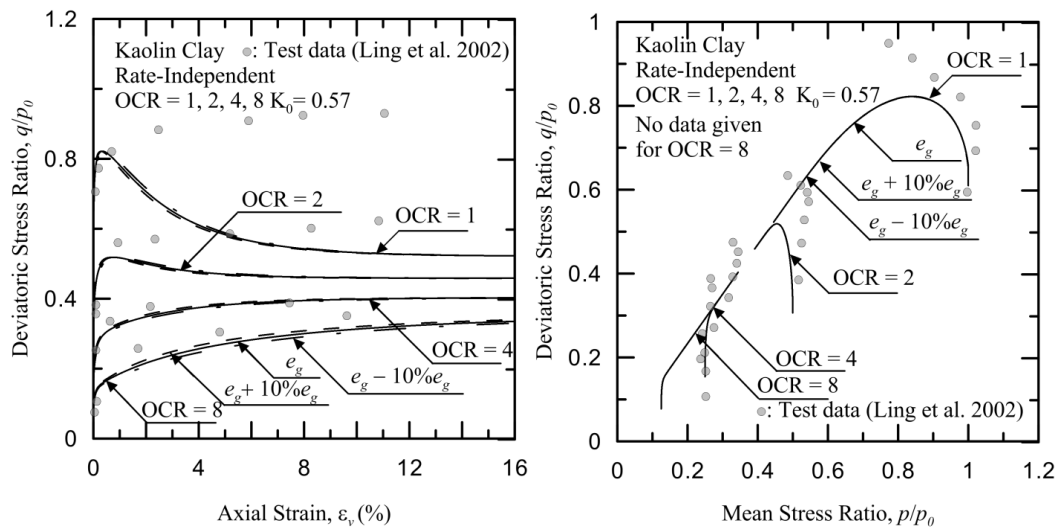 Kaolin Clay
: Test data (Ling et al. 2002)
Rate-Independent
OCR = 1, 2, 4, 8 K0 = 0.57
OCR = 2
OCR = 1
OCR = 4
eg
eg − 10%eg
eg + 10%eg
OCR = 8
1.2
0.8
0.4
0
0
4
8
12
16
Deviatoric Stress Ratio, q/p0
Axial Strain, εv (%)
Kaolin Clay
Rate-Independent
OCR = 1, 2, 4, 8 K0 = 0.57
No data given
for OCR = 8
OCR = 1
eg
eg + 10%eg
eg − 10%eg
OCR = 2
OCR = 4
OCR = 8
: Test data (Ling et al. 2002)
1
0.8
0.6
0.4
0.2
0
0
0.2
0.4
0.6
0.8
1
1.2
Deviatoric Stress Ratio, q/p0
Mean Stress Ratio, p/p0